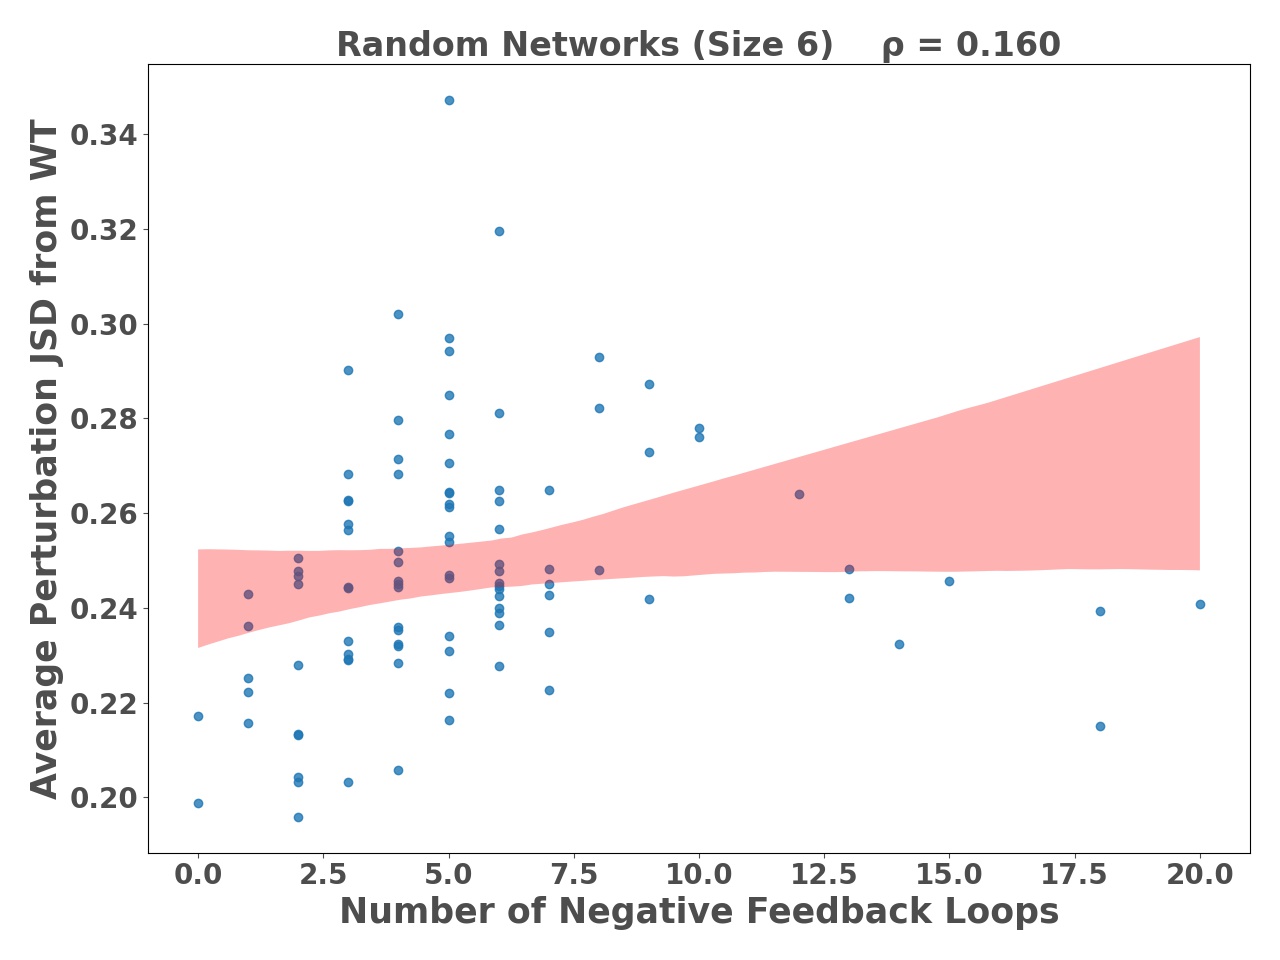 Random Networks (Size 6)    ρ = 0.160
Average Perturbation JSD from WT
0.34
0.32
0.30
0.28
0.26
0.24
0.22
0.20
0.0 2.5 5.0 7.5 10.0 12.5 15.0 17.5 20.0
Number of Negative Feedback Loops